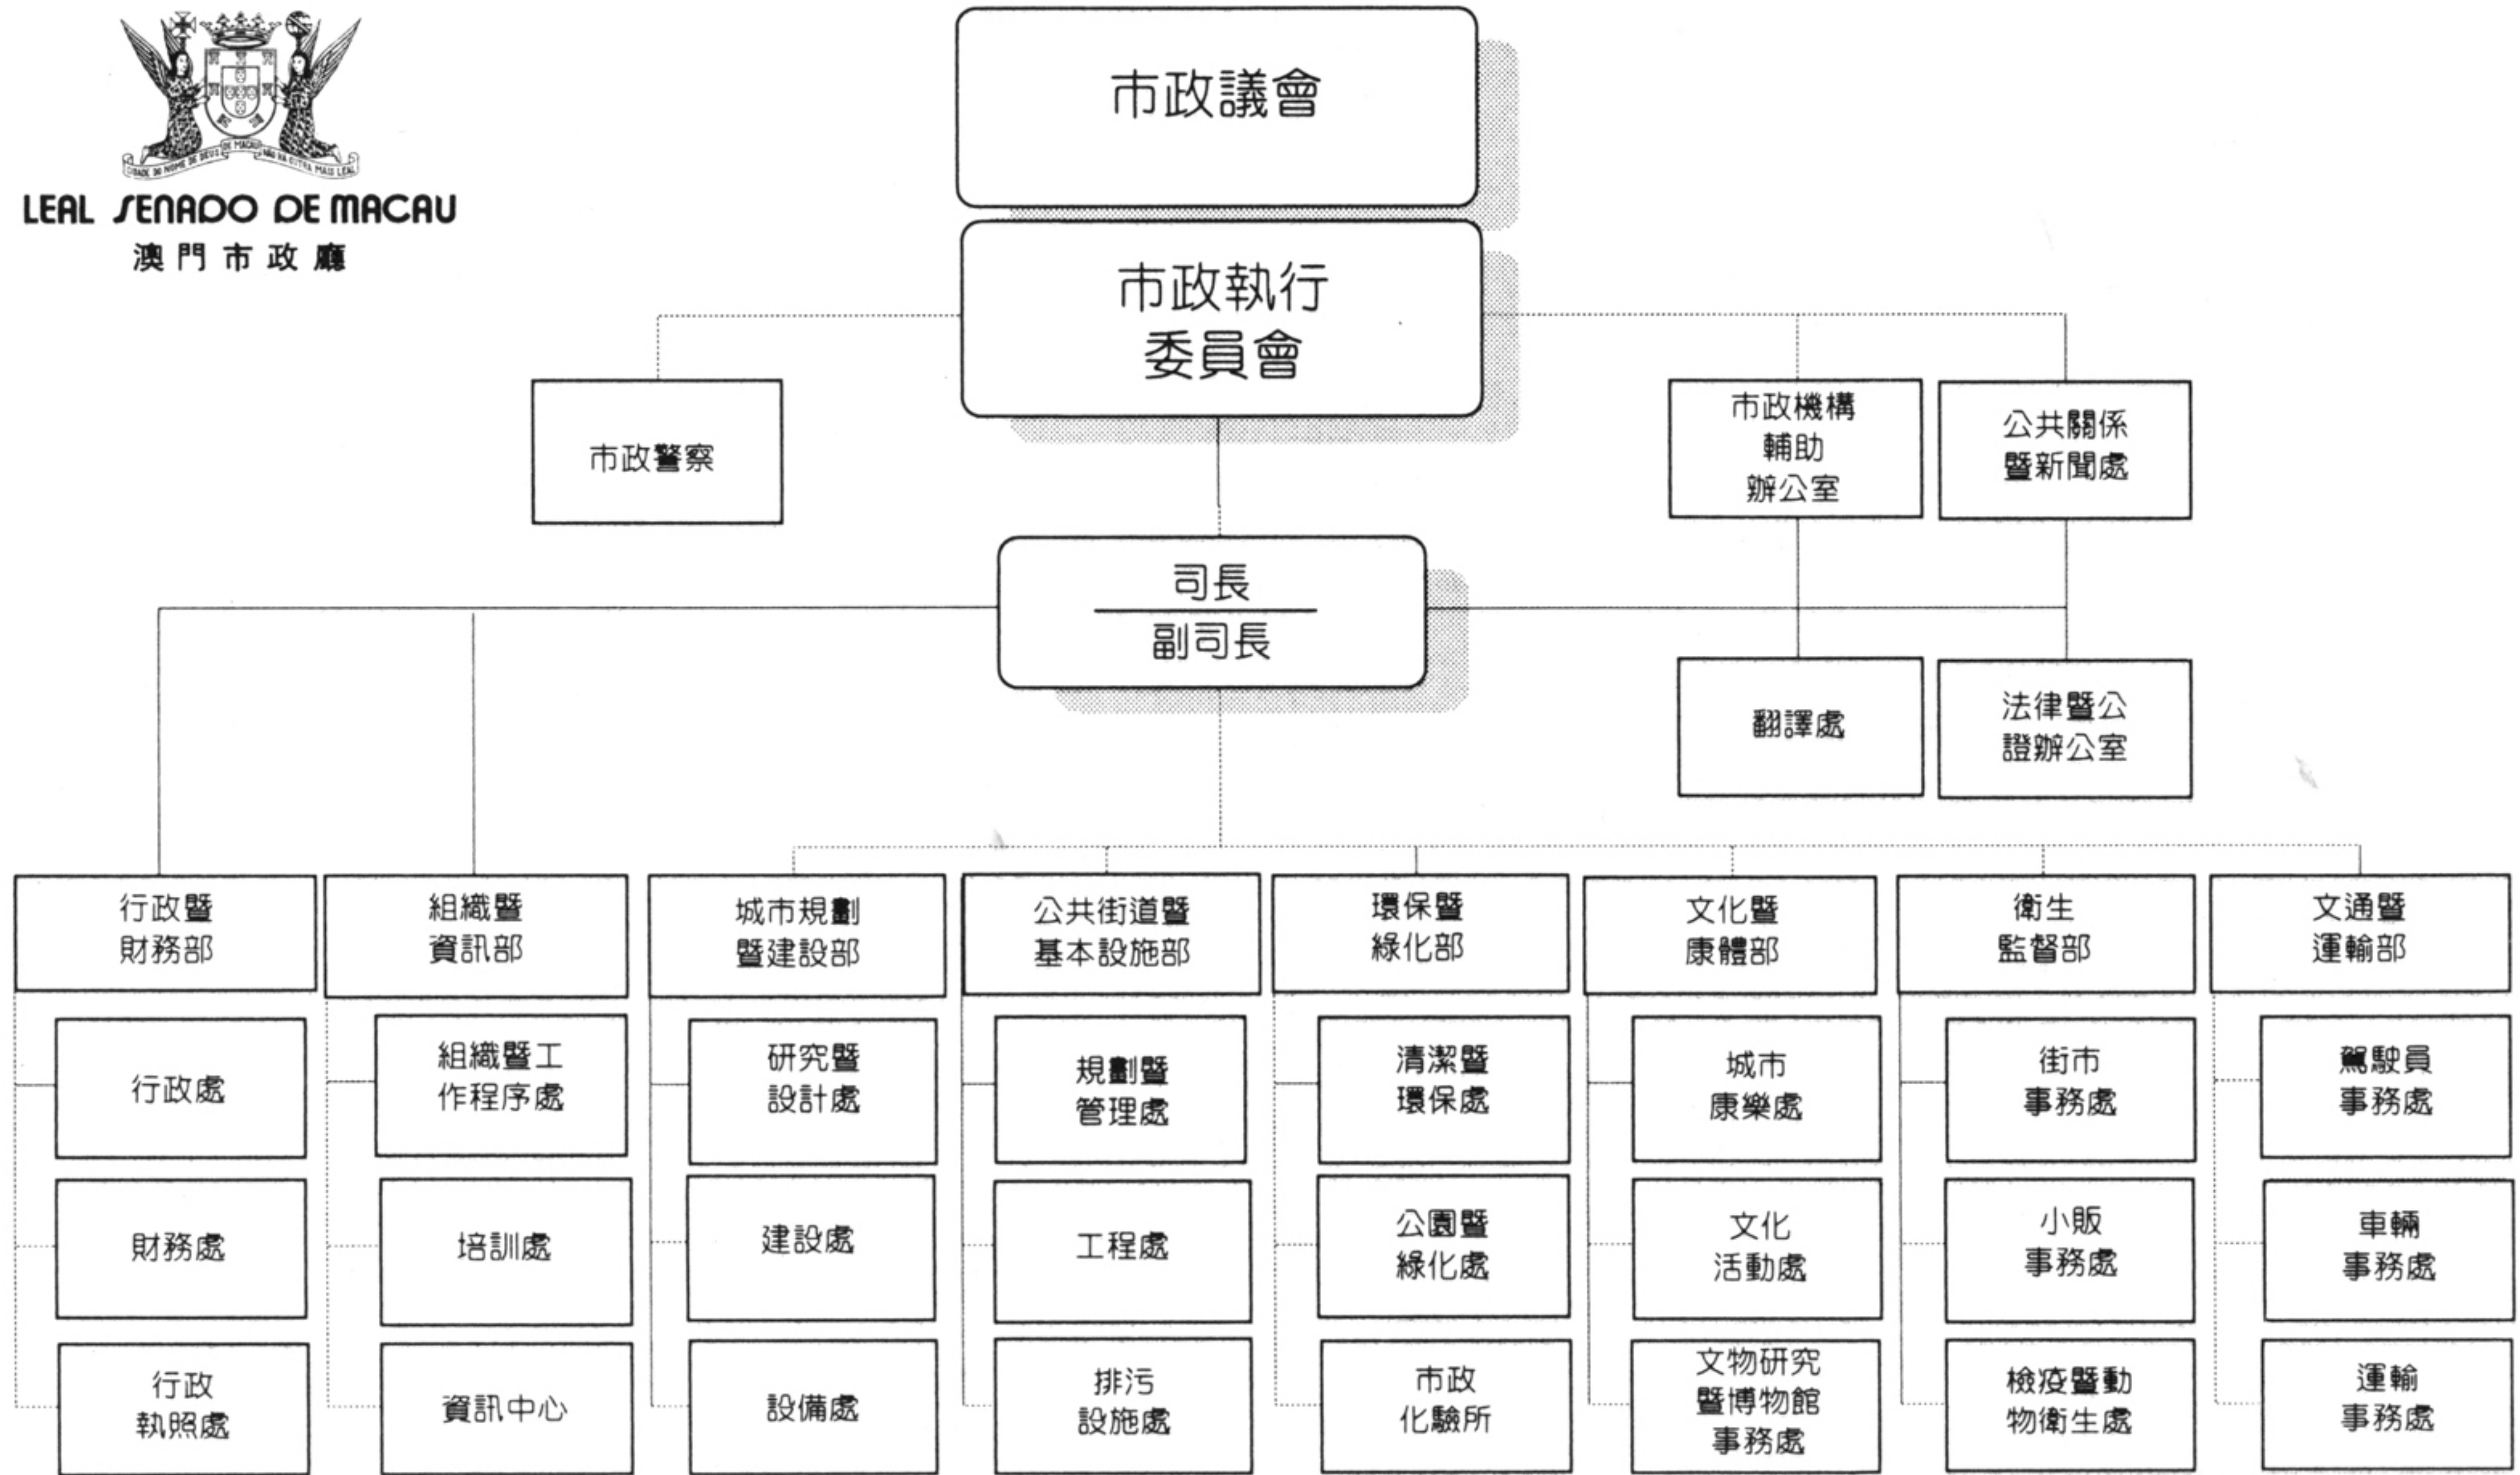 CIDADE DO NOME DE DEUS DE MACAU NÃO HÁ OUTRA MAIS LEAL
LEAL SENADO DE MACAU
澳門市政廳
市政議會
市政執行
委員會
市政警察
市政機構
輔助
辦公室
公共關係
暨新聞處
司長
副司長
翻譯處
法律暨公
證辦公室
行政暨
財務部
組織暨
資訊部
城市規劃
暨建設部
公共街道暨
基本設施部
環保暨
綠化部
文化暨
康體部
衛生
監督部
文通暨
運輸部
行政處
組織暨工
作程序處
研究暨
設計處
規劃暨
管理處
清潔暨
環保處
城市
康樂處
街市
事務處
駕駛員
事務處
財務處
培訓處
建設處
工程處
公園暨
綠化處
文化
活動處
小販
事務處
車輛
事務處
行政
執照處
資訊中心
設備處
排污
設施處
市政
化驗所
文物研究
暨博物館
事務處
檢疫暨動
物衛生處
運輸
事務處